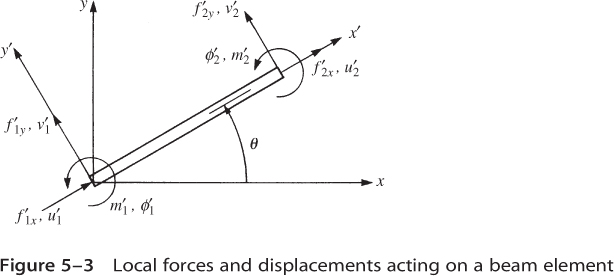 y
f′2y, v′2
x′
y′
ϕ′2, m′2
f′2x, u′2
f′1y, v′1
θ
x
f′1x, u′1
m′1, ϕ′1
Figure 5–3 Local forces and displacements acting on a beam element